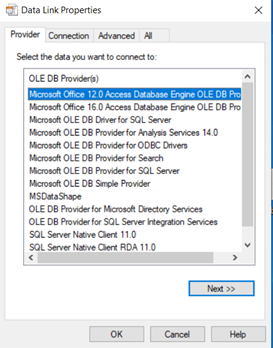 Data Link Properties
Provider Connection Advanced All
Select the data you want to connect to:
OLE DB Provider(s)
Microsoft Office 12.0 Access Database Engine OLE DB Pro
Microsoft Office 16.0 Access Database Engine OLE DB Pro
Microsoft OLE DB Driver for SQL Server
Microsoft OLE DB Provider for Analysis Services 14.0
Microsoft OLE DB Provider for ODBC Drivers
Microsoft OLE DB Provider for Search
Microsoft OLE DB Provider for SQL Server
Microsoft OLE DB Simple Provider
MSDataShape
OLE DB Provider for Microsoft Directory Services
OLE DB Provider for SQL Server Integration Services
SQL Server Native Client 11.0
SQL Server Native Client RDA 11.0
Next >>
OK Cancel Help